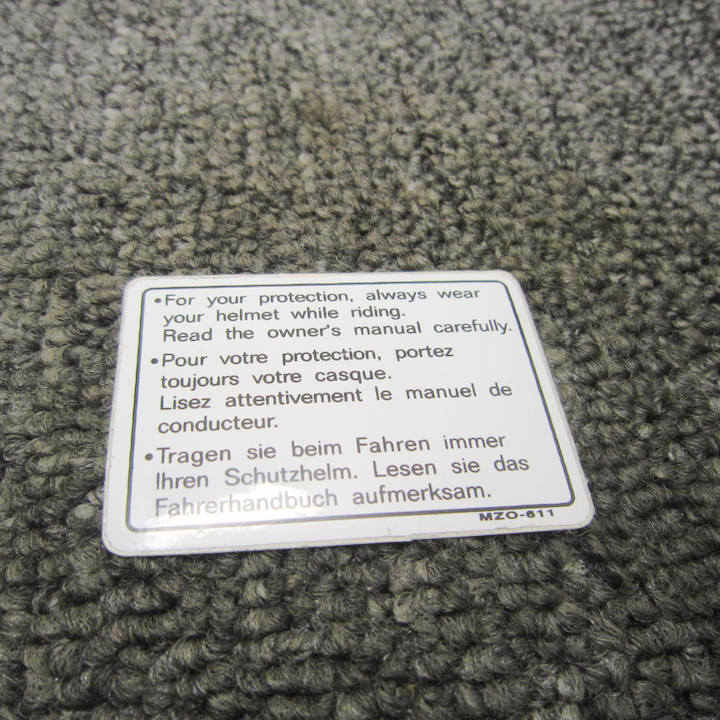 •For your protection, always wear
your helmet while riding.
Read the owner's manual carefully.
•Pour votre protection, portez
toujours votre casque.
Lisez attentivement le manuel de
conducteur.
•Tragen sie beim Fahren immer
Ihren Schutzhelm. Lesen sie das
Fahrerhandbuch aufmerksam.
MZO-611